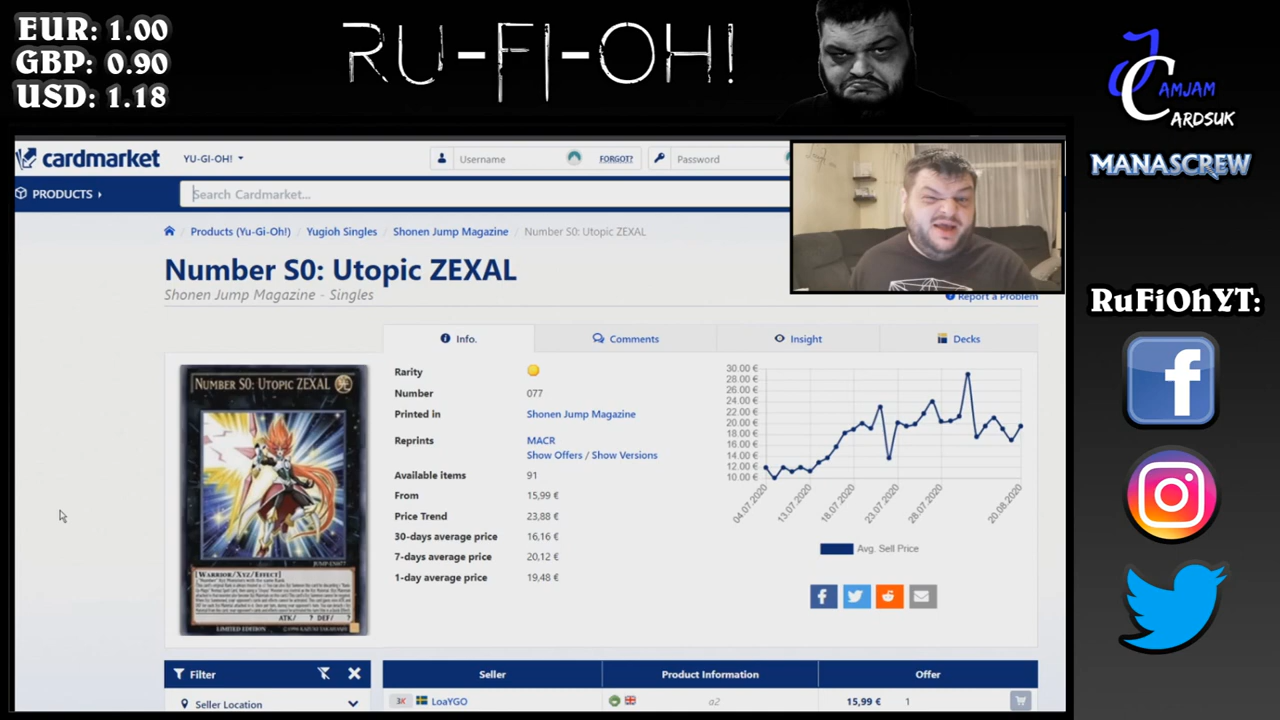 EUR: 1.00
GBP: 0.90
USD: 1.18
RU-FI-OH!
JAMJAM
CARDSUK
MANASCREW
RuFiOhYT:
cardmarket
YU-GI-OH!
Username
FORGOT?
Password
PRODUCTS
Search Cardmarket...
Products (Yu-Gi-Oh!) / Yugioh Singles / Shonen Jump Magazine / Number S0: Utopic ZEXAL
Number S0: Utopic ZEXAL
Shonen Jump Magazine - Singles
Report a Problem
Info.
Comments
Insight
Decks
NUMBER S0: UTOPIC ZEXAL
JUMP-EN077
[WARRIOR/XYZ/EFFECT]
ATK/ ? DEF/ ?
LIMITED EDITION
Rarity
Number 077
Printed in Shonen Jump Magazine
Reprints MACR
Show Offers / Show Versions
Available items 91
From 15,99 €
Price Trend 23,88 €
30-days average price 16,16 €
7-days average price 20,12 €
1-day average price 19,48 €
30.00 €
28.00 €
26.00 €
24.00 €
22.00 €
20.00 €
18.00 €
16.00 €
14.00 €
12.00 €
10.00 €
04.07.2020
13.07.2020
18.07.2020
23.07.2020
28.07.2020
20.08.2020
Avg. Sell Price
Filter
Seller Location
Seller
Product Information
Offer
3K LoaYGO a2 15,99 € 1